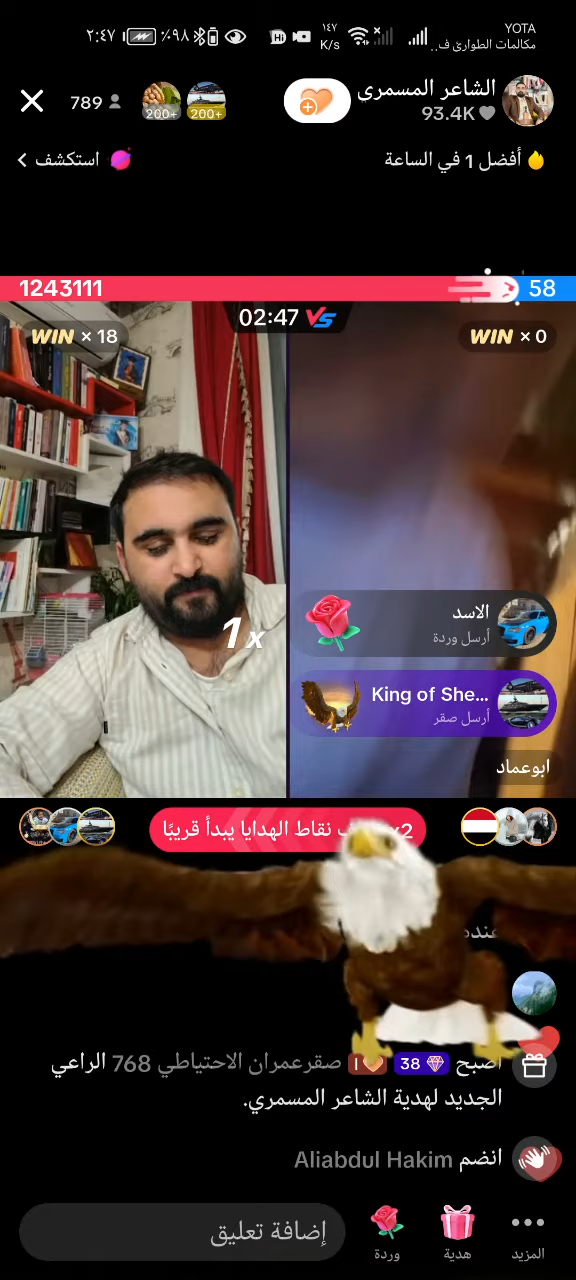 YOTA
مكالمات الطوارئ ف..
١٤٧
K/s
٪٩٨
٢:٤٧
الشاعر المسمري
93.4K
200+
200+
789
أفضل 1 في الساعة
استكشف
1243111
58
WIN × 18
02:47 VS
WIN × 0
1x
الاسد
أرسل وردة
King of She...
أرسل صقر
ابوعماد
نقاط الهدايا يبدأ قريبًا
أصبح 38 صقرعمران الاحتياطي 768 الراعي
الجديد لهدية الشاعر المسمري.
انضم Aliabdul Hakim
إضافة تعليق
وردة
هدية
المزيد